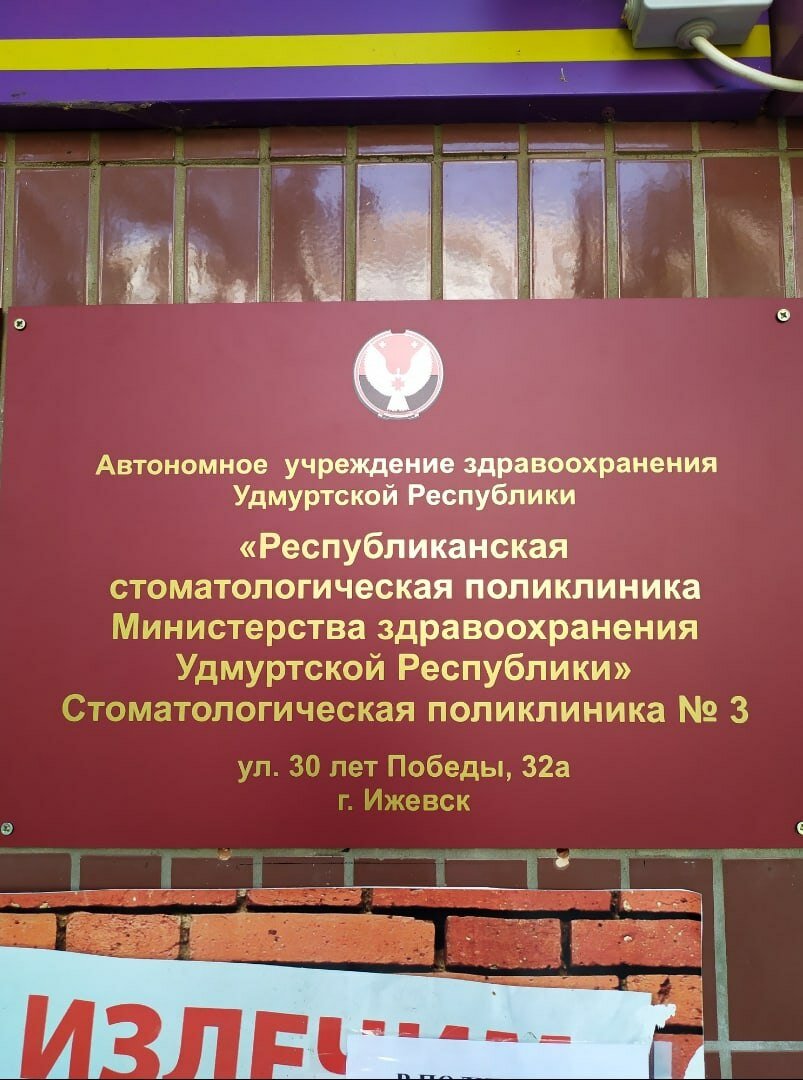 Автономное учреждение здравоохранения
Удмуртской Республики
«Республиканская
стоматологическая поликлиника
Министерства здравоохранения
Удмуртской Республики»
Стоматологическая поликлиника № 3
ул. 30 лет Победы, 32а
г. Ижевск
ИЗЛЕЧИМ